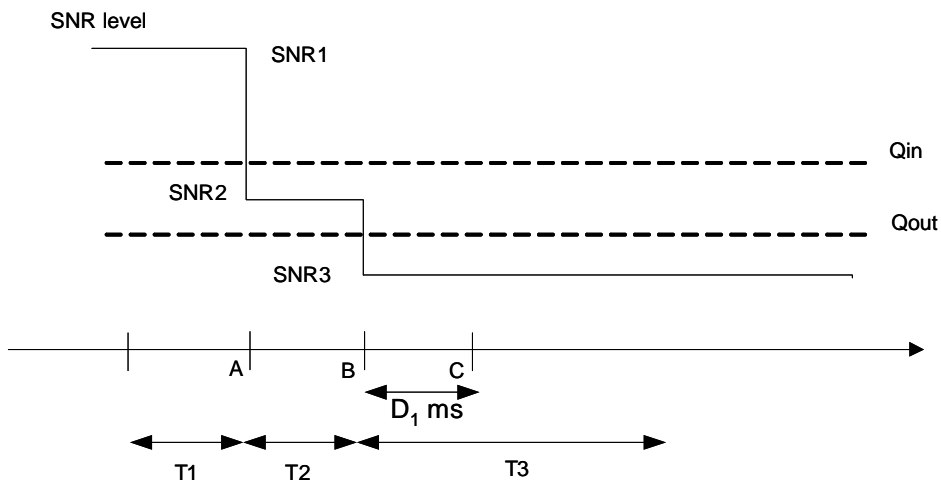 SNR level
SNR1
Qin
SNR2
Qout
SNR3
A
B
C
D₁ ms
T1
T2
T3